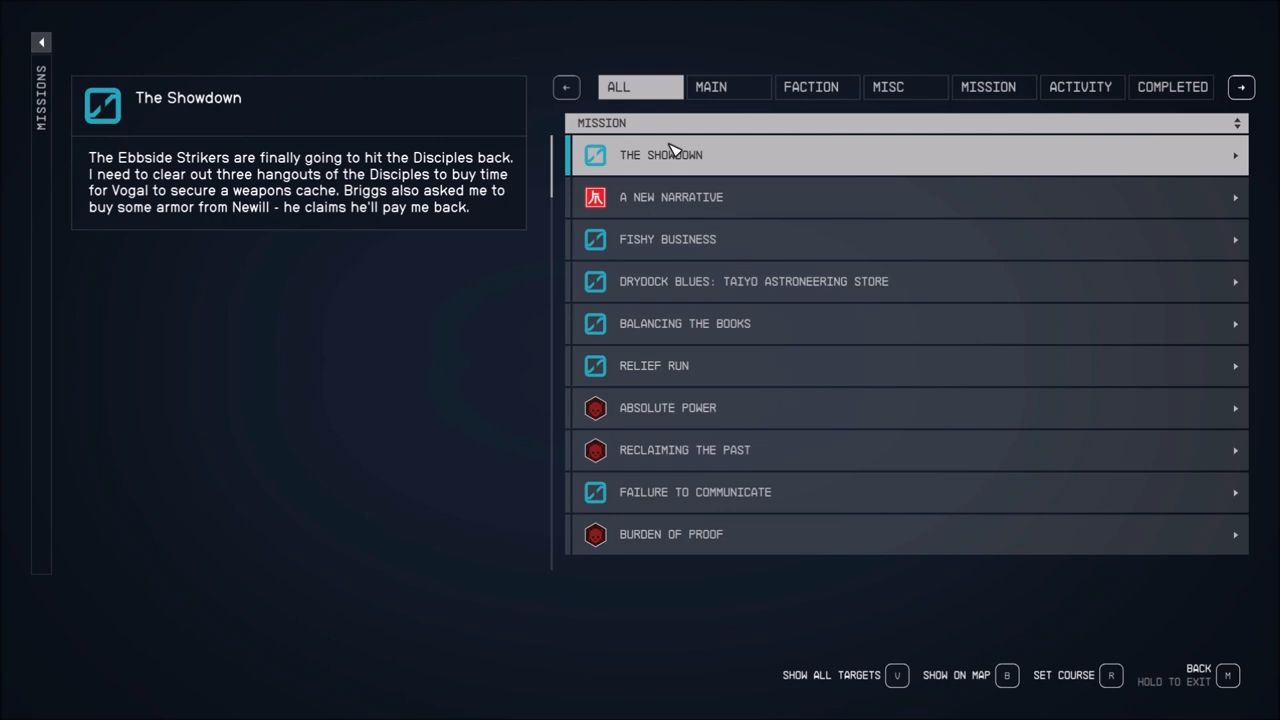 MISSIONS
The Showdown
The Ebbside Strikers are finally going to hit the Disciples back.
I need to clear out three hangouts of the Disciples to buy time
for Vogal to secure a weapons cache. Briggs also asked me to
buy some armor from Newill - he claims he'll pay me back.
ALL MAIN FACTION MISC MISSION ACTIVITY COMPLETED
MISSION
THE SHOWDOWN
A NEW NARRATIVE
FISHY BUSINESS
DRYDOCK BLUES: TAIYO ASTRONEERING STORE
BALANCING THE BOOKS
RELIEF RUN
ABSOLUTE POWER
RECLAIMING THE PAST
FAILURE TO COMMUNICATE
BURDEN OF PROOF
SHOW ALL TARGETS V SHOW ON MAP B SET COURSE R BACK M
HOLD TO EXIT